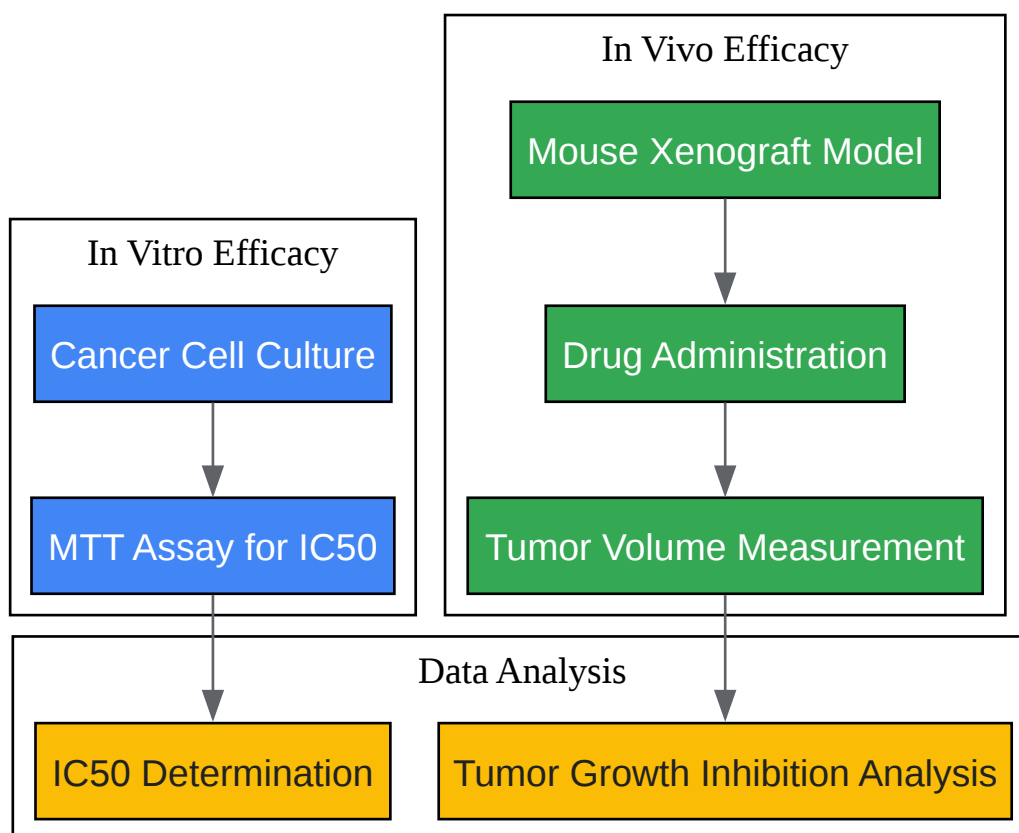 In Vitro Efficacy
Cancer Cell Culture
MTT Assay for IC50
In Vivo Efficacy
Mouse Xenograft Model
Drug Administration
Tumor Volume Measurement
Data Analysis
IC50 Determination
Tumor Growth Inhibition Analysis